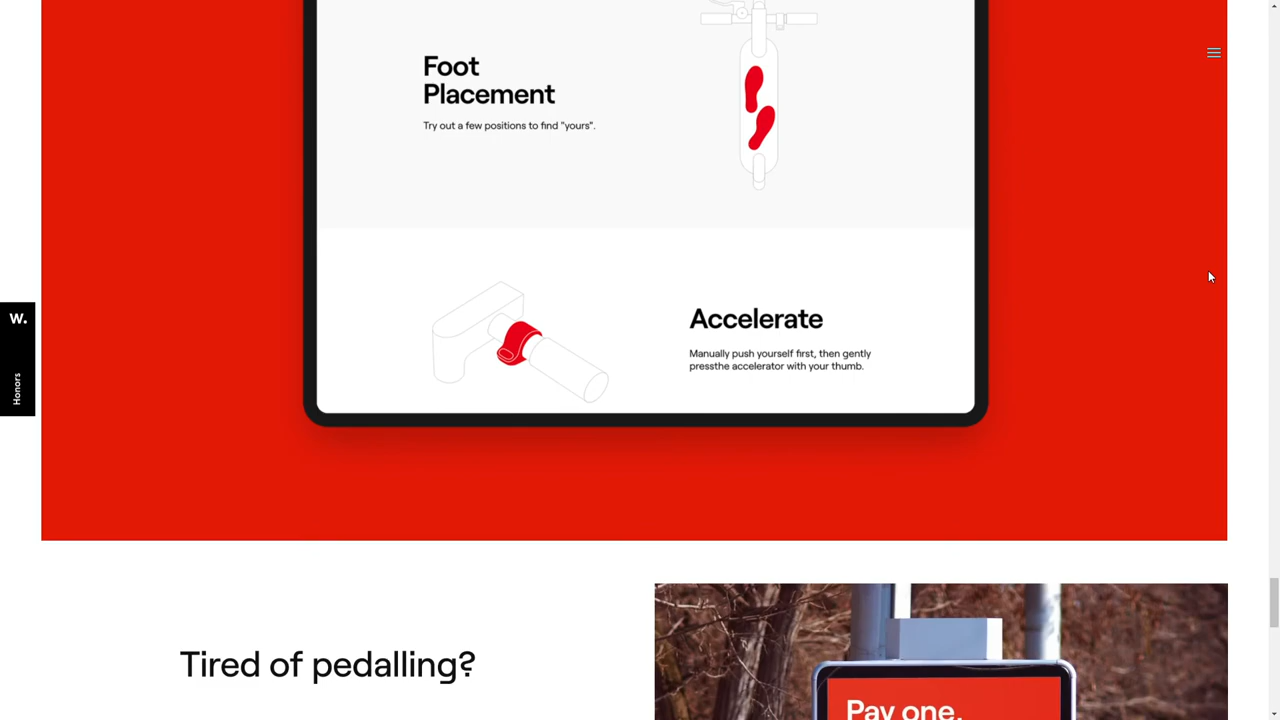 Foot
Placement
Try out a few positions to find "yours".
W.
Honors
Accelerate
Manually push yourself first, then gently
pressthe accelerator with your thumb.
Tired of pedalling?
Pay one,